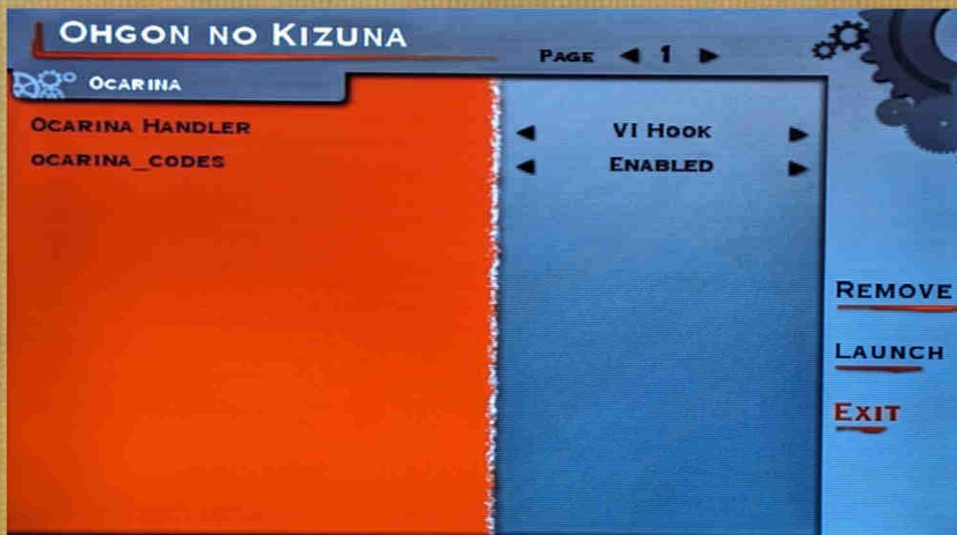 OHGON NO KIZUNA
PAGE 1
OCARINA
OCARINA HANDLER VI HOOK
OCARINA_CODES ENABLED
REMOVE
LAUNCH
EXIT